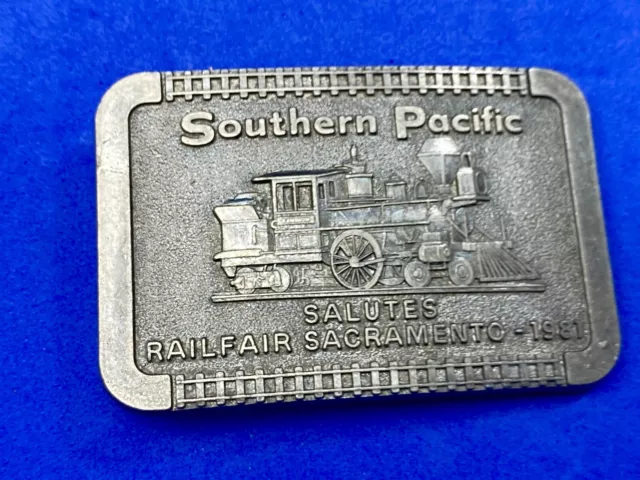 Southern Pacific
SALUTES
RAILFAIR SACRAMENTO - 1981